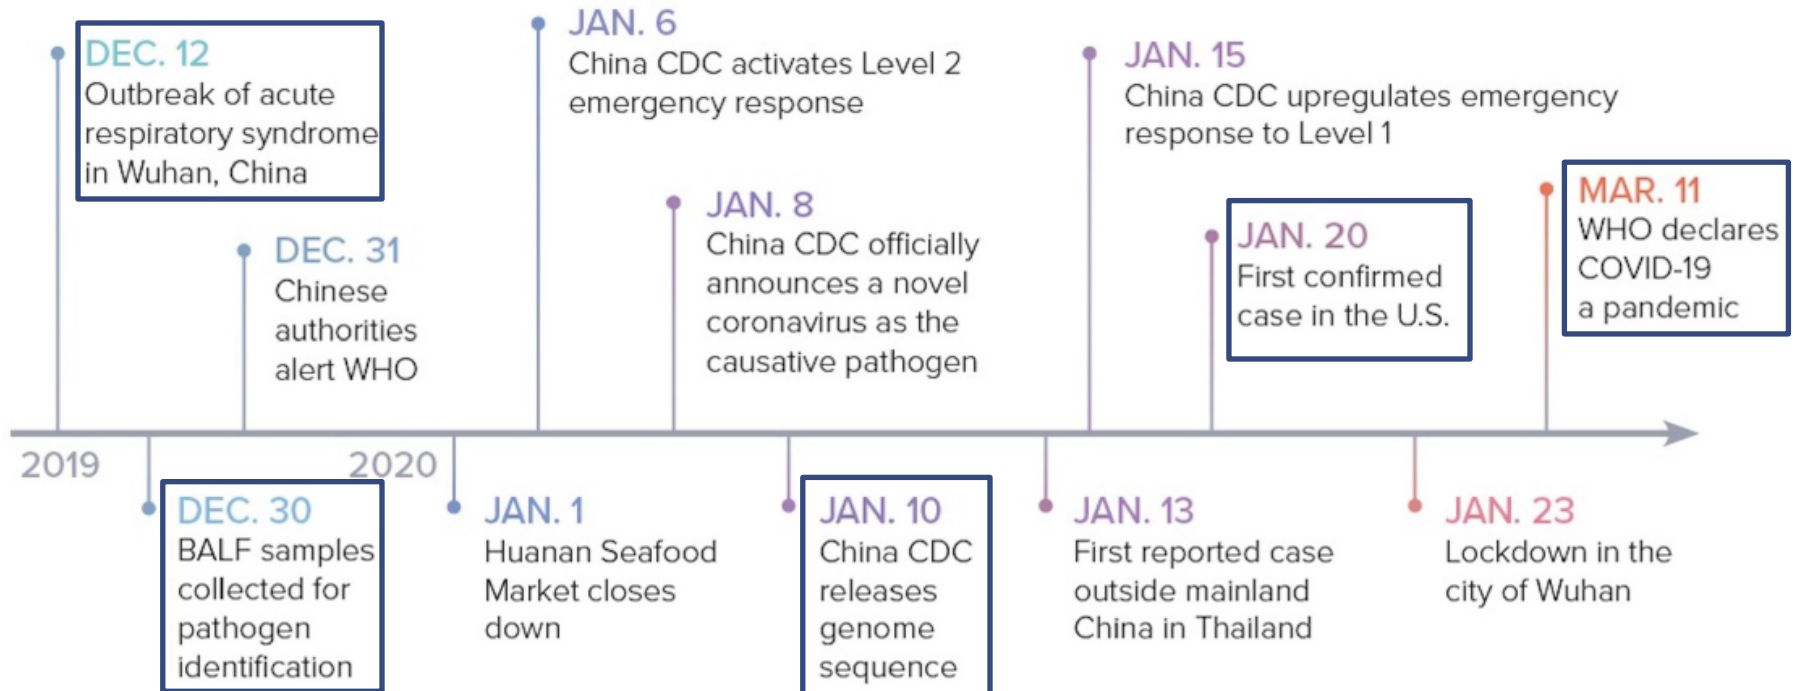 DEC. 12
Outbreak of acute
respiratory syndrome
in Wuhan, China
DEC. 31
Chinese
authorities
alert WHO
JAN. 6
China CDC activates Level 2
emergency response
JAN. 8
China CDC officially
announces a novel
coronavirus as the
causative pathogen
JAN. 15
China CDC upregulates emergency
response to Level 1
JAN. 20
First confirmed
case in the U.S.
MAR. 11
WHO declares
COVID-19
a pandemic
2019
2020
DEC. 30
BALF samples
collected for
pathogen
identification
JAN. 1
Huanan Seafood
Market closes
down
JAN. 10
China CDC
releases
genome
sequence
JAN. 13
First reported case
outside mainland
China in Thailand
JAN. 23
Lockdown in the
city of Wuhan